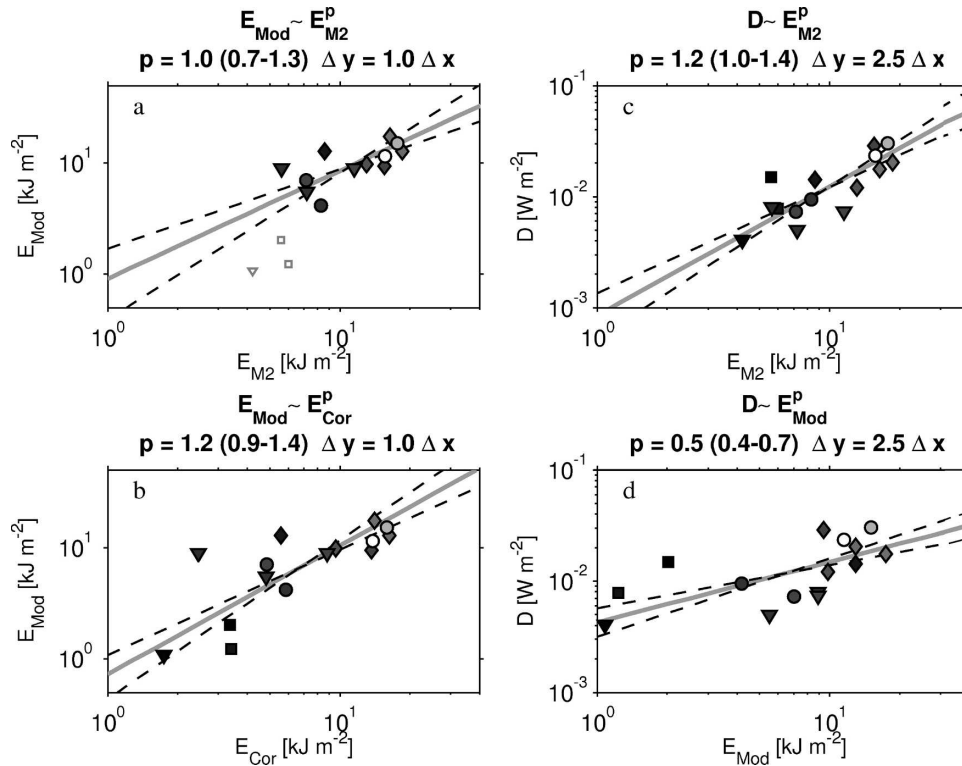 E_Mod ~ E^p_M2
p = 1.0 (0.7-1.3) Δ y = 1.0 Δ x
a
E_Mod [kJ m^-2]
10^1
10^0
10^0
10^1
E_M2 [kJ m^-2]
D~ E^p_M2
p = 1.2 (1.0-1.4) Δ y = 2.5 Δ x
c
D [W m^-2]
10^-1
10^-2
10^-3
10^0
10^1
E_M2 [kJ m^-2]
E_Mod ~ E^p_Cor
p = 1.2 (0.9-1.4) Δ y = 1.0 Δ x
b
E_Mod [kJ m^-2]
10^1
10^0
10^0
10^1
E_Cor [kJ m^-2]
D~ E^p_Mod
p = 0.5 (0.4-0.7) Δ y = 2.5 Δ x
d
D [W m^-2]
10^-1
10^-2
10^-3
10^0
10^1
E_Mod [kJ m^-2]